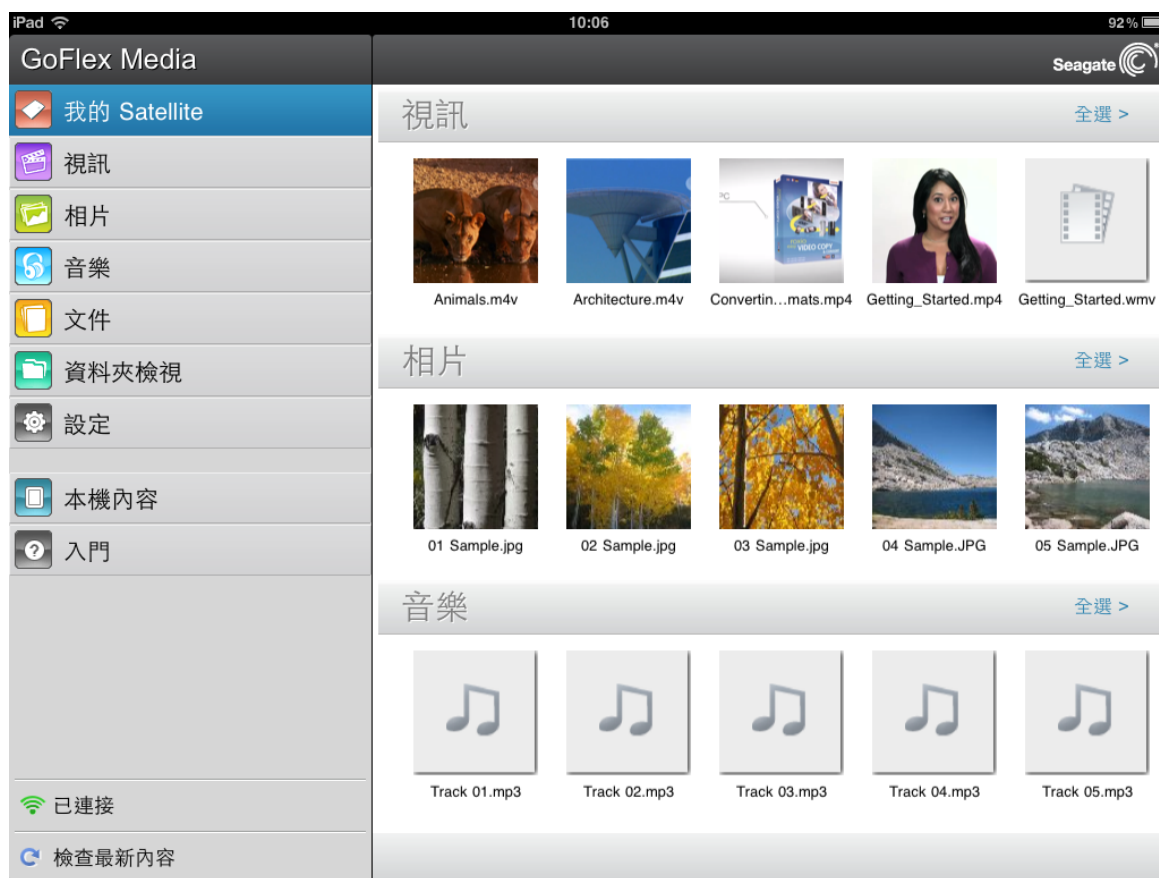 iPad 10:06 92%
GoFlex Media
Seagate
我的 Satellite
視訊
相片
音樂
文件
資料夾檢視
設定
本機內容
入門
已連接
檢查最新內容
視訊 全選 >
PC
VIDEO COPY
Animals.m4v Architecture.m4v Convertin...mats.mp4 Getting_Started.mp4 Getting_Started.wmv
相片 全選 >
01 Sample.jpg 02 Sample.jpg 03 Sample.jpg 04 Sample.JPG 05 Sample.JPG
音樂 全選 >
Track 01.mp3 Track 02.mp3 Track 03.mp3 Track 04.mp3 Track 05.mp3